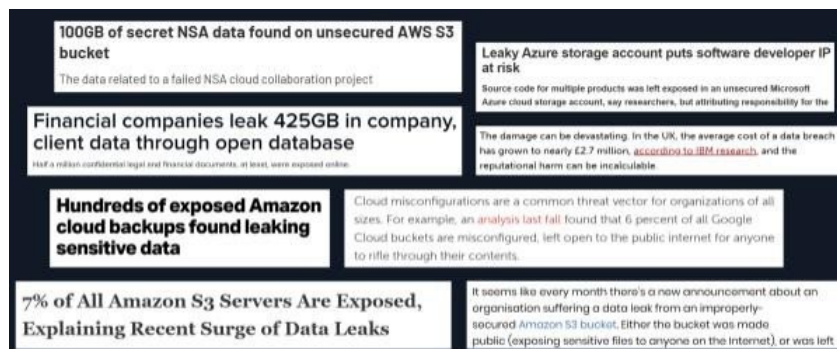 100GB of secret NSA data found on unsecured AWS S3
bucket
The data related to a failed NSA cloud collaboration project
Leaky Azure storage account puts software developer IP
at risk
Source code for multiple products was left exposed in an unsecured Microsoft
Azure cloud storage account, say researchers, but attributing responsibility for the
Financial companies leak 425GB in company,
client data through open database
Half a million confidential legal and financial documents, at least, were exposed online.
The damage can be devastating. In the UK, the average cost of a data breach
has grown to nearly £2.7 million, according to IBM research, and the
reputational harm can be incalculable.
Hundreds of exposed Amazon
cloud backups found leaking
sensitive data
Cloud misconfigurations are a common threat vector for organizations of all
sizes. For example, an analysis last fall found that 6 percent of all Google
Cloud buckets are misconfigured, left open to the public internet for anyone
to rifle through their contents.
7% of All Amazon S3 Servers Are Exposed,
Explaining Recent Surge of Data Leaks
It seems like every month there's a new announcement about an
organisation suffering a data leak from an improperly-
secured Amazon S3 bucket. Either the bucket was made
public (exposing sensitive files to anyone on the Internet), or was left